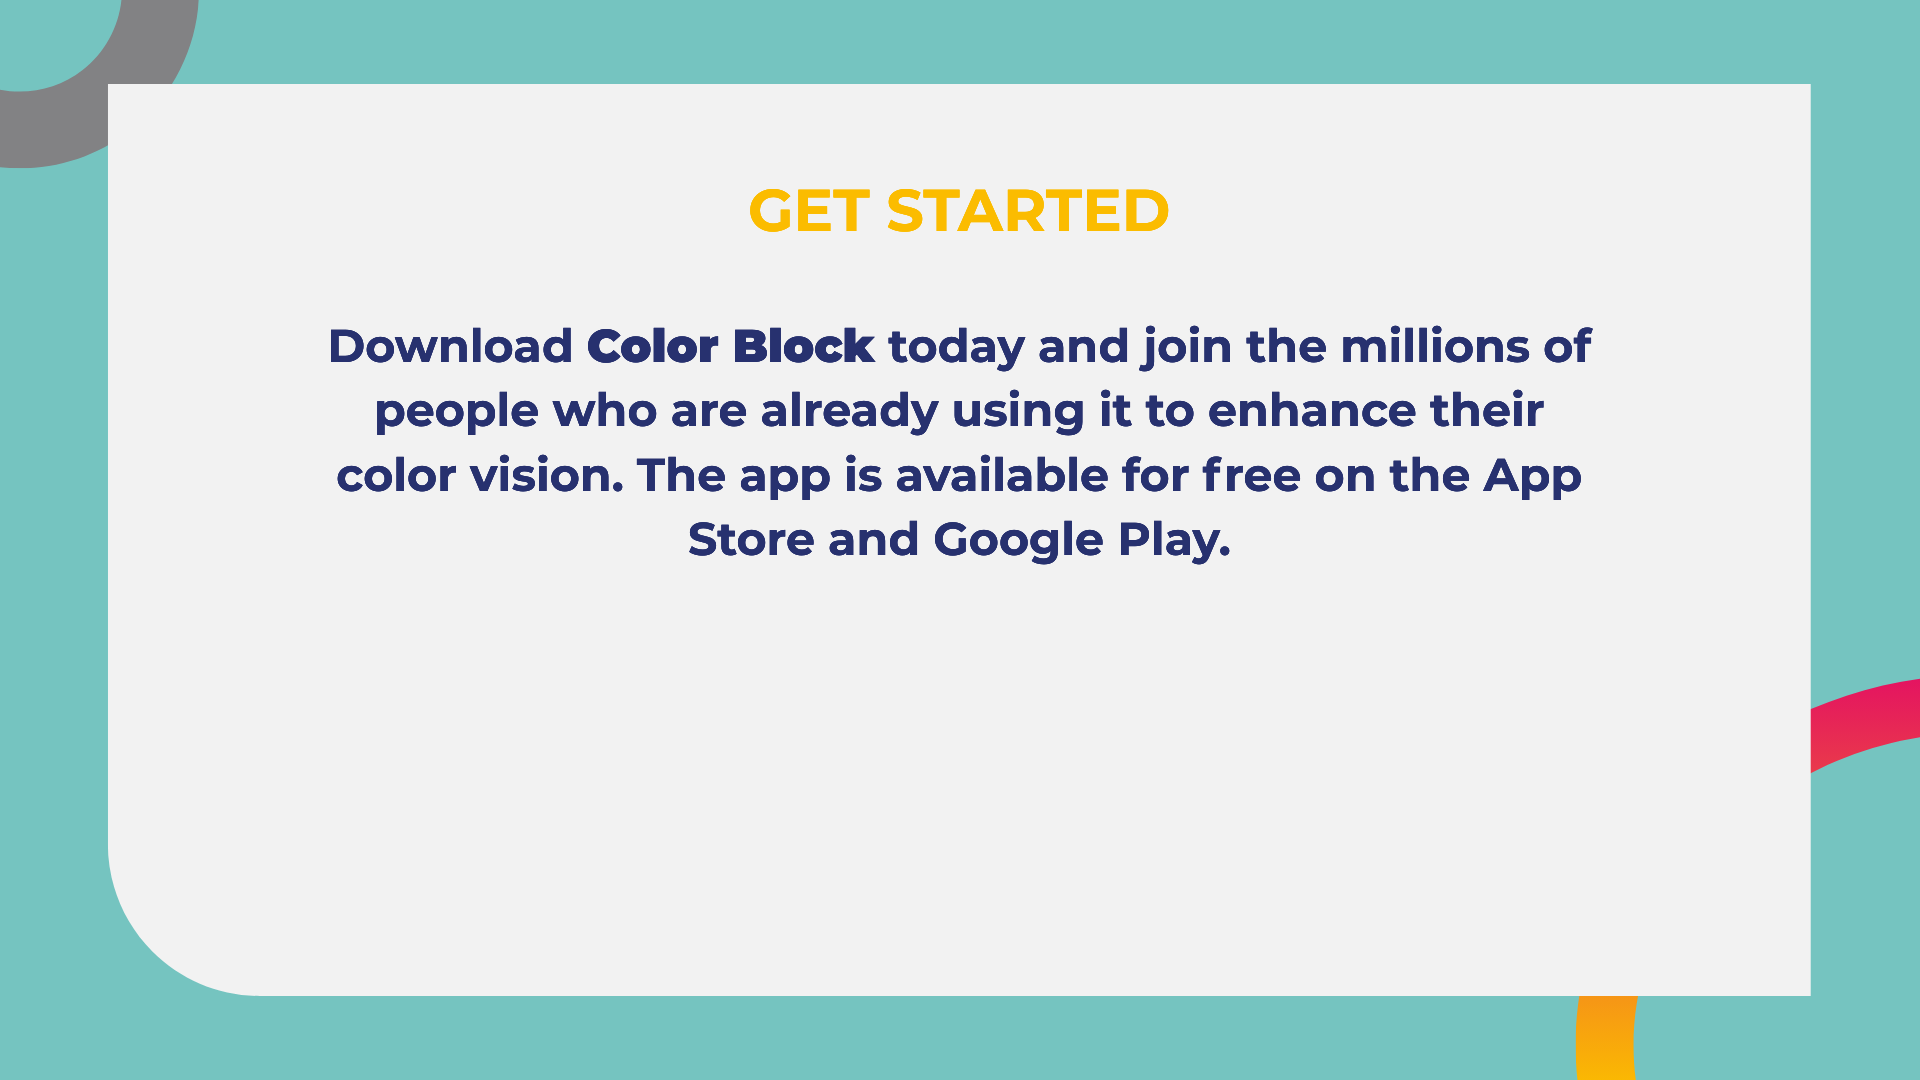 GET STARTED
Download Color Block today and join the millions of
people who are already using it to enhance their
color vision. The app is available for free on the App
Store and Google Play.